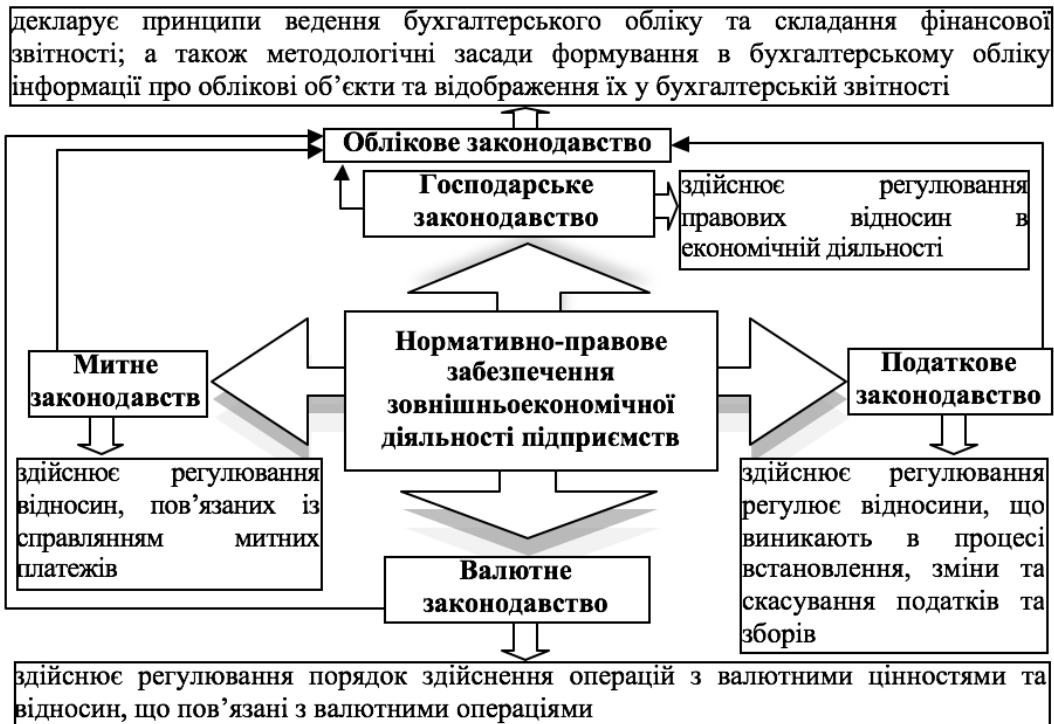 декларує принципи ведення бухгалтерського обліку та складання фінансової
звітності; а також методологічні засади формування в бухгалтерському обліку
інформації про облікові об’єкти та відображення їх у бухгалтерській звітності
Облікове законодавство
Господарське
законодавство
здійснює регулювання
правових відносин в
економічній діяльності
Нормативно-правове
забезпечення
зовнішньоекономічної
діяльності підприємств
Митне
законодавств
Податкове
законодавство
здійснює регулювання
відносин, пов’язаних із
справлянням митних
платежів
здійснює регулювання
регулює відносини, що
виникають в процесі
встановлення, зміни та
скасування податків та
зборів
Валютне
законодавство
здійснює регулювання порядок здійснення операцій з валютними цінностями та
відносин, що пов’язані з валютними операціями